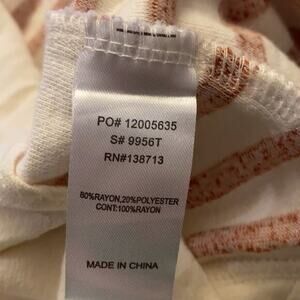 PO# 12005635
S# 9956T
RN#138713
80%RAYON,20%POLYESTER
CONT:100%RAYON
MADE IN CHINA